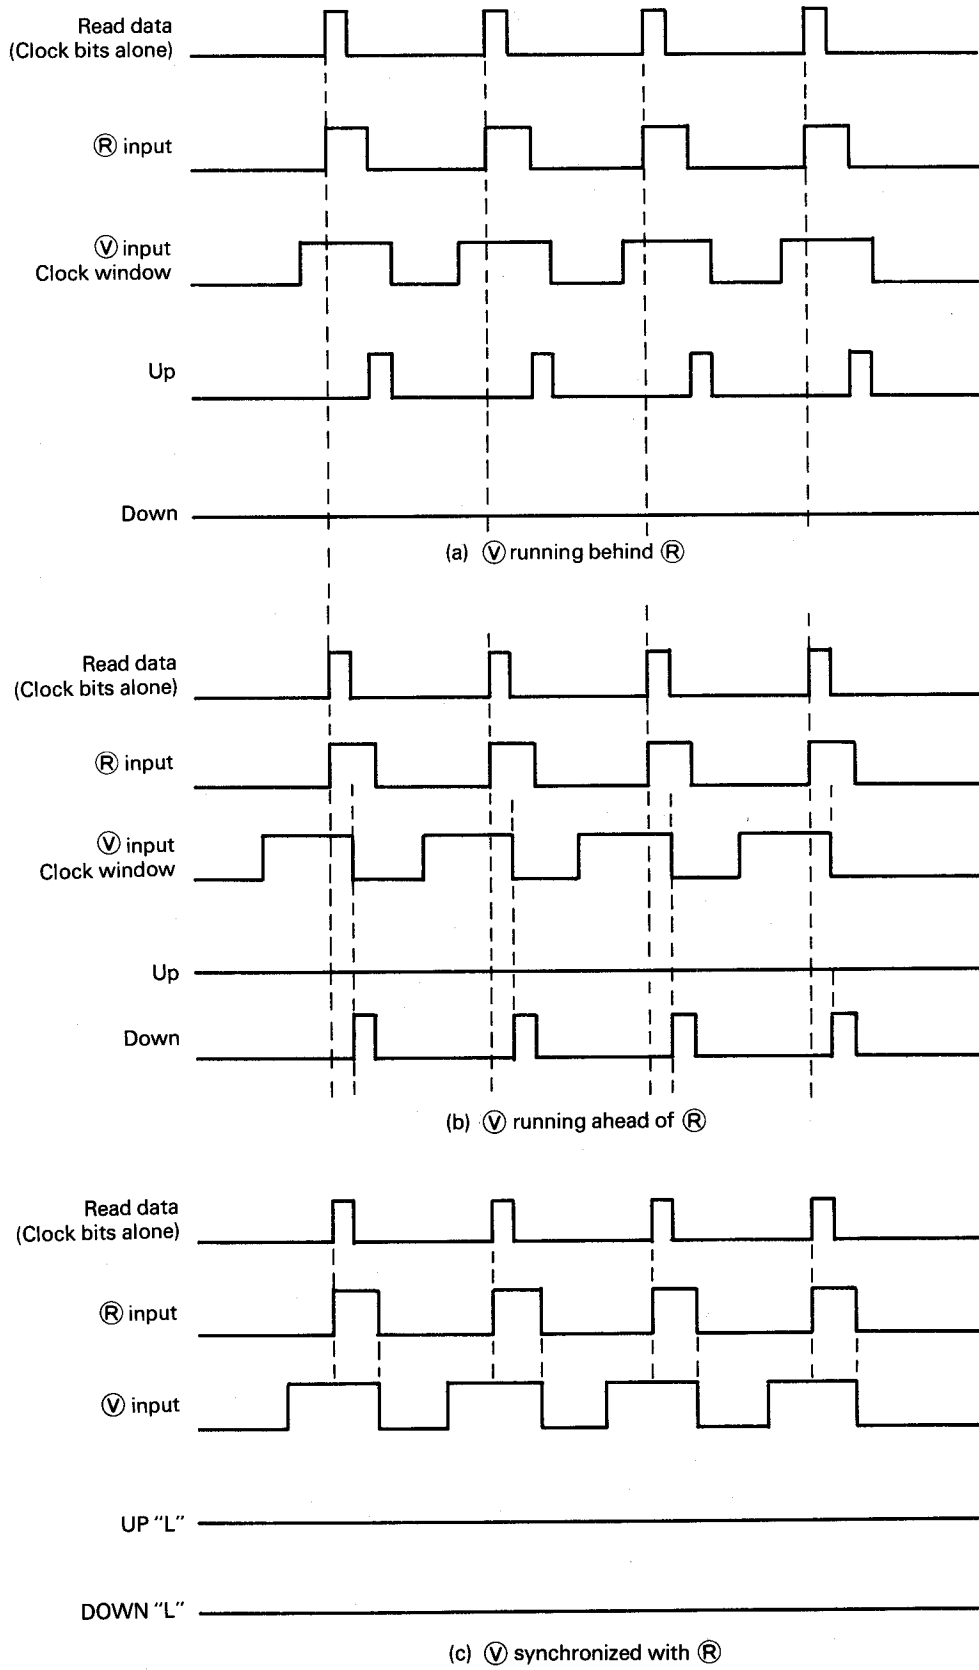 Read data
(Clock bits alone)
Ⓡ input
Ⓥ input
Clock window
Up
Down
(a) Ⓥ running behind Ⓡ
Read data
(Clock bits alone)
Ⓡ input
Ⓥ input
Clock window
Up
Down
(b) Ⓥ running ahead of Ⓡ
Read data
(Clock bits alone)
Ⓡ input
Ⓥ input
UP “L”
DOWN “L”
(c) Ⓥ synchronized with Ⓡ